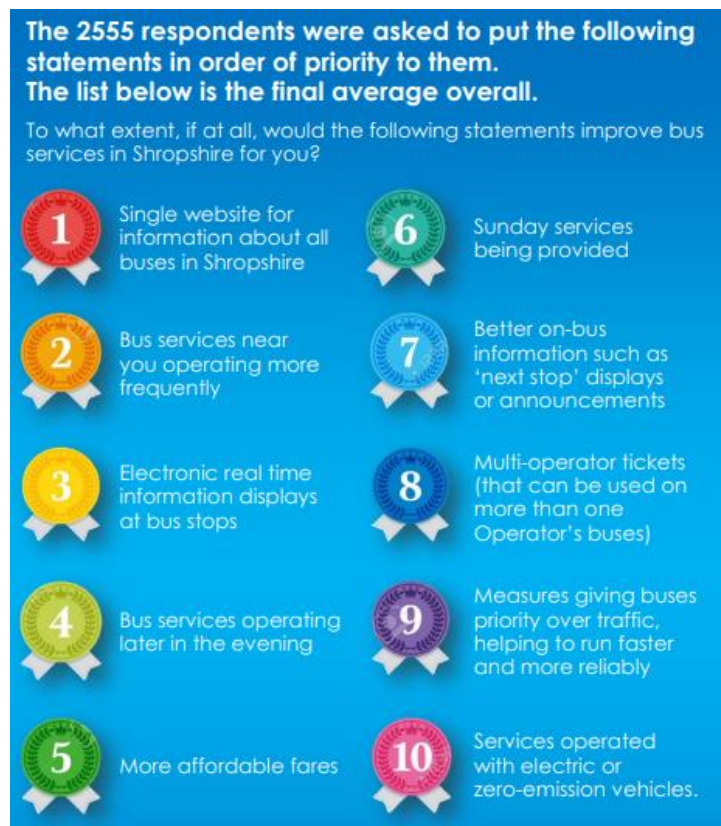 The 2555 respondents were asked to put the following
statements in order of priority to them.
The list below is the final average overall.
To what extent, if at all, would the following statements improve bus
services in Shropshire for you?
1
Single website for
information about all
buses in Shropshire
2
Bus services near
you operating more
frequently
3
Electronic real time
information displays
at bus stops
4
Bus services operating
later in the evening
5
More affordable fares
6
Sunday services
being provided
7
Better on-bus
information such as
‘next stop’ displays
or announcements
8
Multi-operator tickets
(that can be used on
more than one
Operator’s buses)
9
Measures giving buses
priority over traffic,
helping to run faster
and more reliably
10
Services operated
with electric or
zero-emission vehicles.